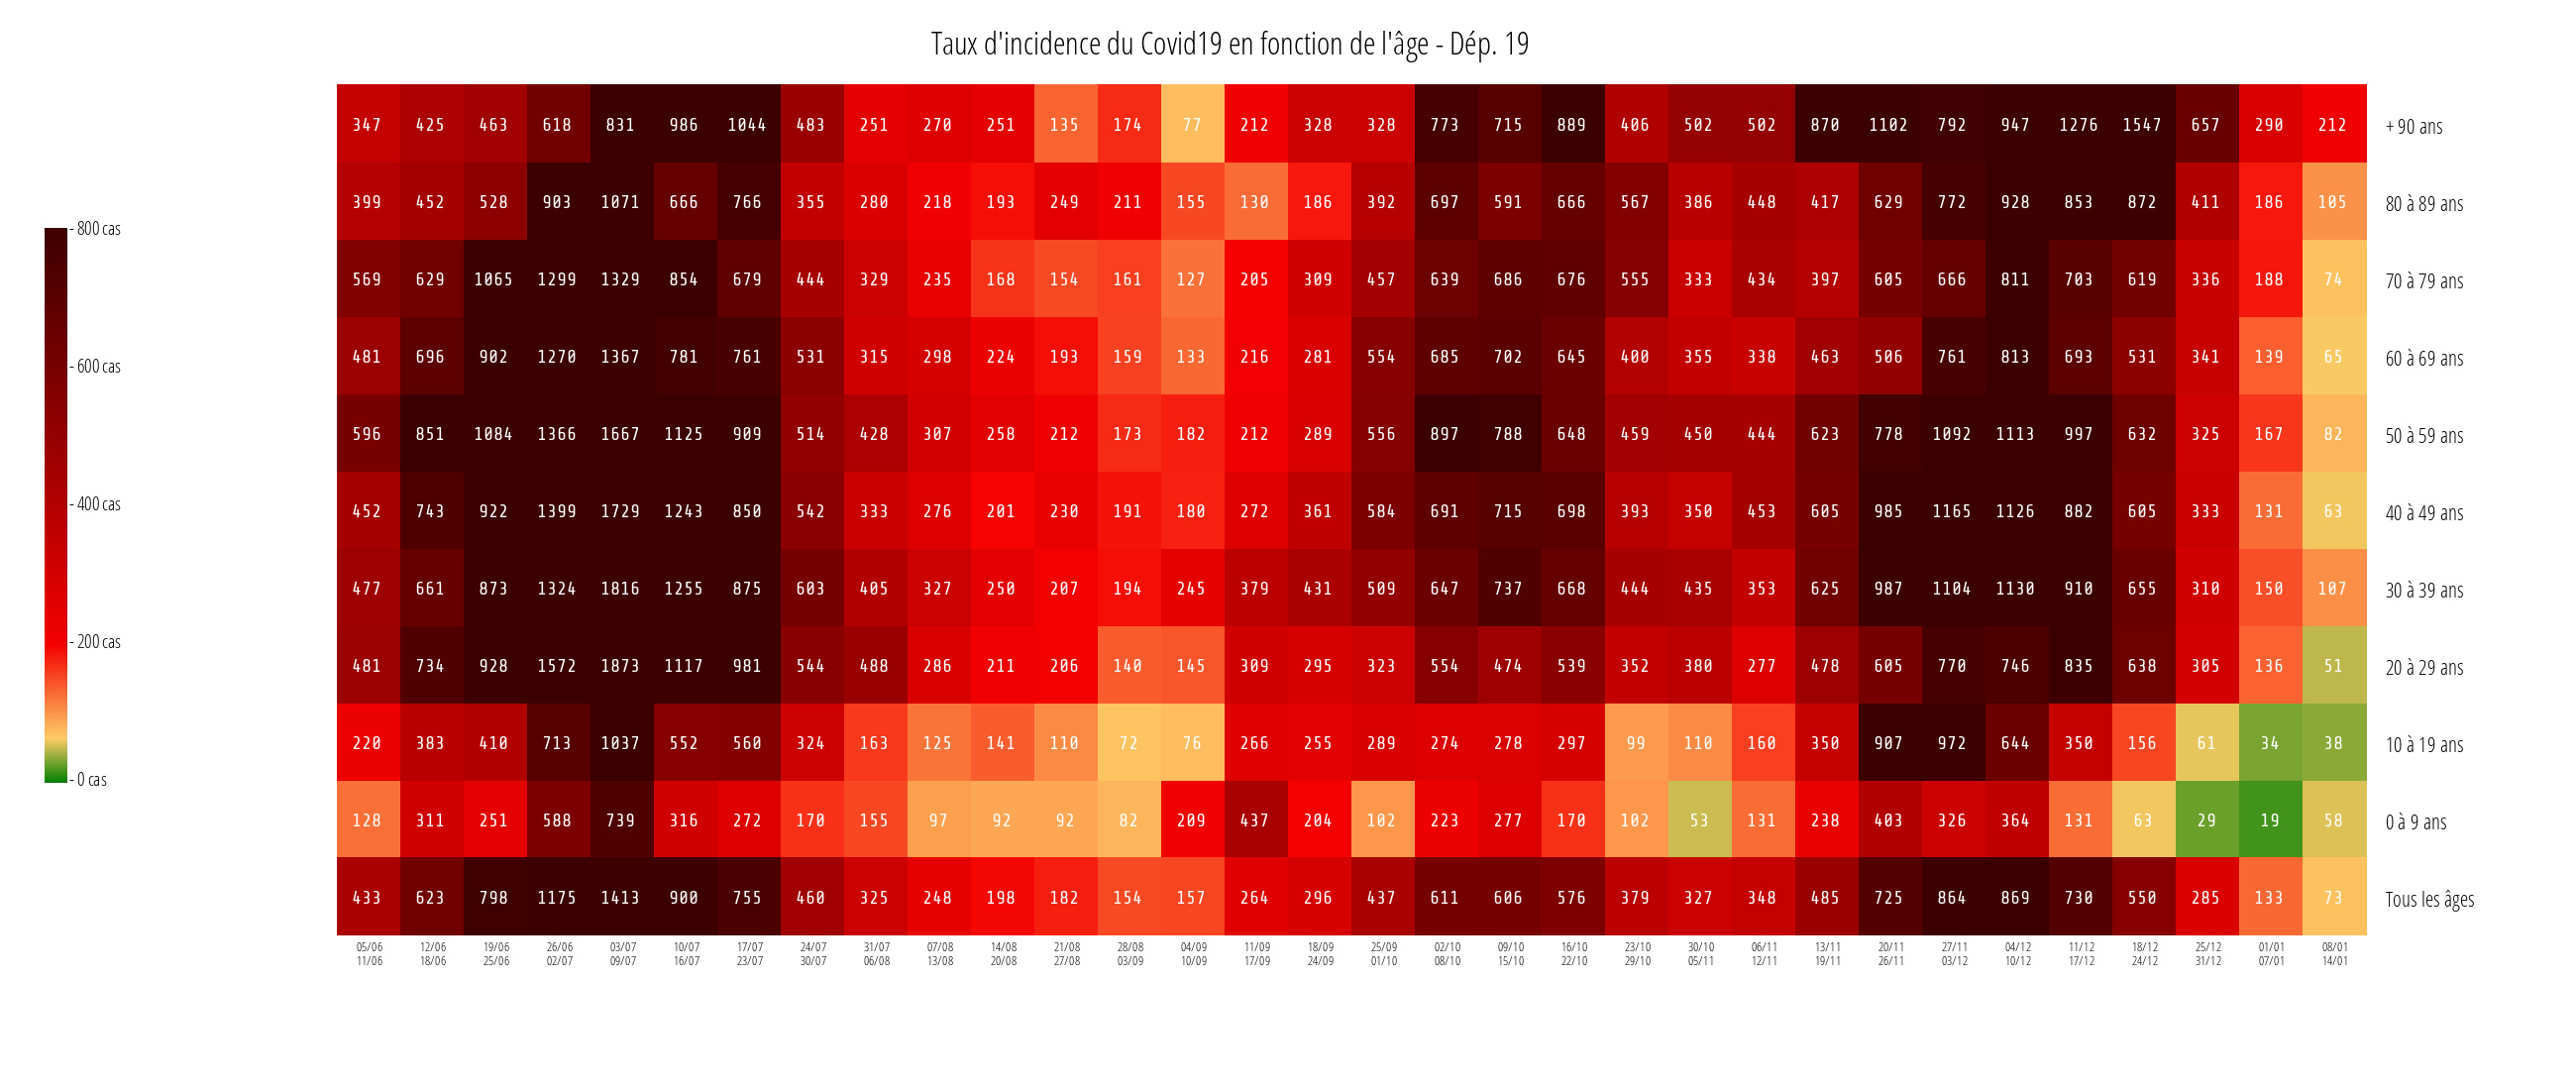 Taux d'incidence du Covid19 en fonction de l'âge - Dép. 19
- 800 cas
- 600 cas
- 400 cas
- 200 cas
- 0 cas
347 425 463 618 831 986 1044 483 251 270 251 135 174 77 212 328 328 773 715 889 406 502 502 870 1102 792 947 1276 1547 657 290 212 + 90 ans
399 452 528 903 1071 666 766 355 280 218 193 249 211 155 130 186 392 697 591 666 567 386 448 417 629 772 928 853 872 411 186 105 80 à 89 ans
569 629 1065 1299 1329 854 679 444 329 235 168 154 161 127 205 309 457 639 686 676 555 333 434 397 605 666 811 703 619 336 188 74 70 à 79 ans
481 696 902 1270 1367 781 761 531 315 298 224 193 159 133 216 281 554 685 702 645 400 355 338 463 506 761 813 693 531 341 139 65 60 à 69 ans
596 851 1084 1366 1667 1125 909 514 428 307 258 212 173 182 212 289 556 897 788 648 459 450 444 623 778 1092 1113 997 632 325 167 82 50 à 59 ans
452 743 922 1399 1729 1243 850 542 333 276 201 230 191 180 272 361 584 691 715 698 393 350 453 605 985 1165 1126 882 605 333 131 63 40 à 49 ans
477 661 873 1324 1816 1255 875 603 405 327 250 207 194 245 379 431 509 647 737 668 444 435 353 625 987 1104 1130 910 655 310 150 107 30 à 39 ans
481 734 928 1572 1873 1117 981 544 488 286 211 206 140 145 309 295 323 554 474 539 352 380 277 478 605 770 746 835 638 305 136 51 20 à 29 ans
220 383 410 713 1037 552 560 324 163 125 141 110 72 76 266 255 289 274 278 297 99 110 160 350 907 972 644 350 156 61 34 38 10 à 19 ans
128 311 251 588 739 316 272 170 155 97 92 92 82 209 437 204 102 223 277 170 102 53 131 238 403 326 364 131 63 29 19 58 0 à 9 ans
433 623 798 1175 1413 900 755 460 325 248 198 182 154 157 264 296 437 611 606 576 379 327 348 485 725 864 869 730 550 285 133 73 Tous les âges
05/06 12/06 19/06 26/06 03/07 10/07 17/07 24/07 31/07 07/08 14/08 21/08 28/08 04/09 11/09 18/09 25/09 02/10 09/10 16/10 23/10 30/10 06/11 13/11 20/11 27/11 04/12 11/12 18/12 25/12 01/01 08/01
11/06 18/06 25/06 02/07 09/07 16/07 23/07 30/07 06/08 13/08 20/08 27/08 03/09 10/09 17/09 24/09 01/10 08/10 15/10 22/10 29/10 05/11 12/11 19/11 26/11 03/12 10/12 17/12 24/12 31/12 07/01 14/01